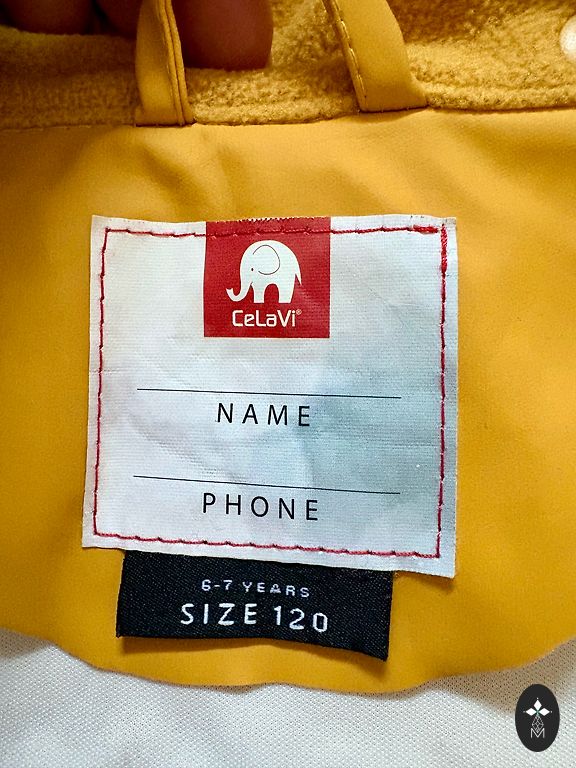 CeLaVi®
NAME
PHONE
6-7 YEARS
SIZE 120
M